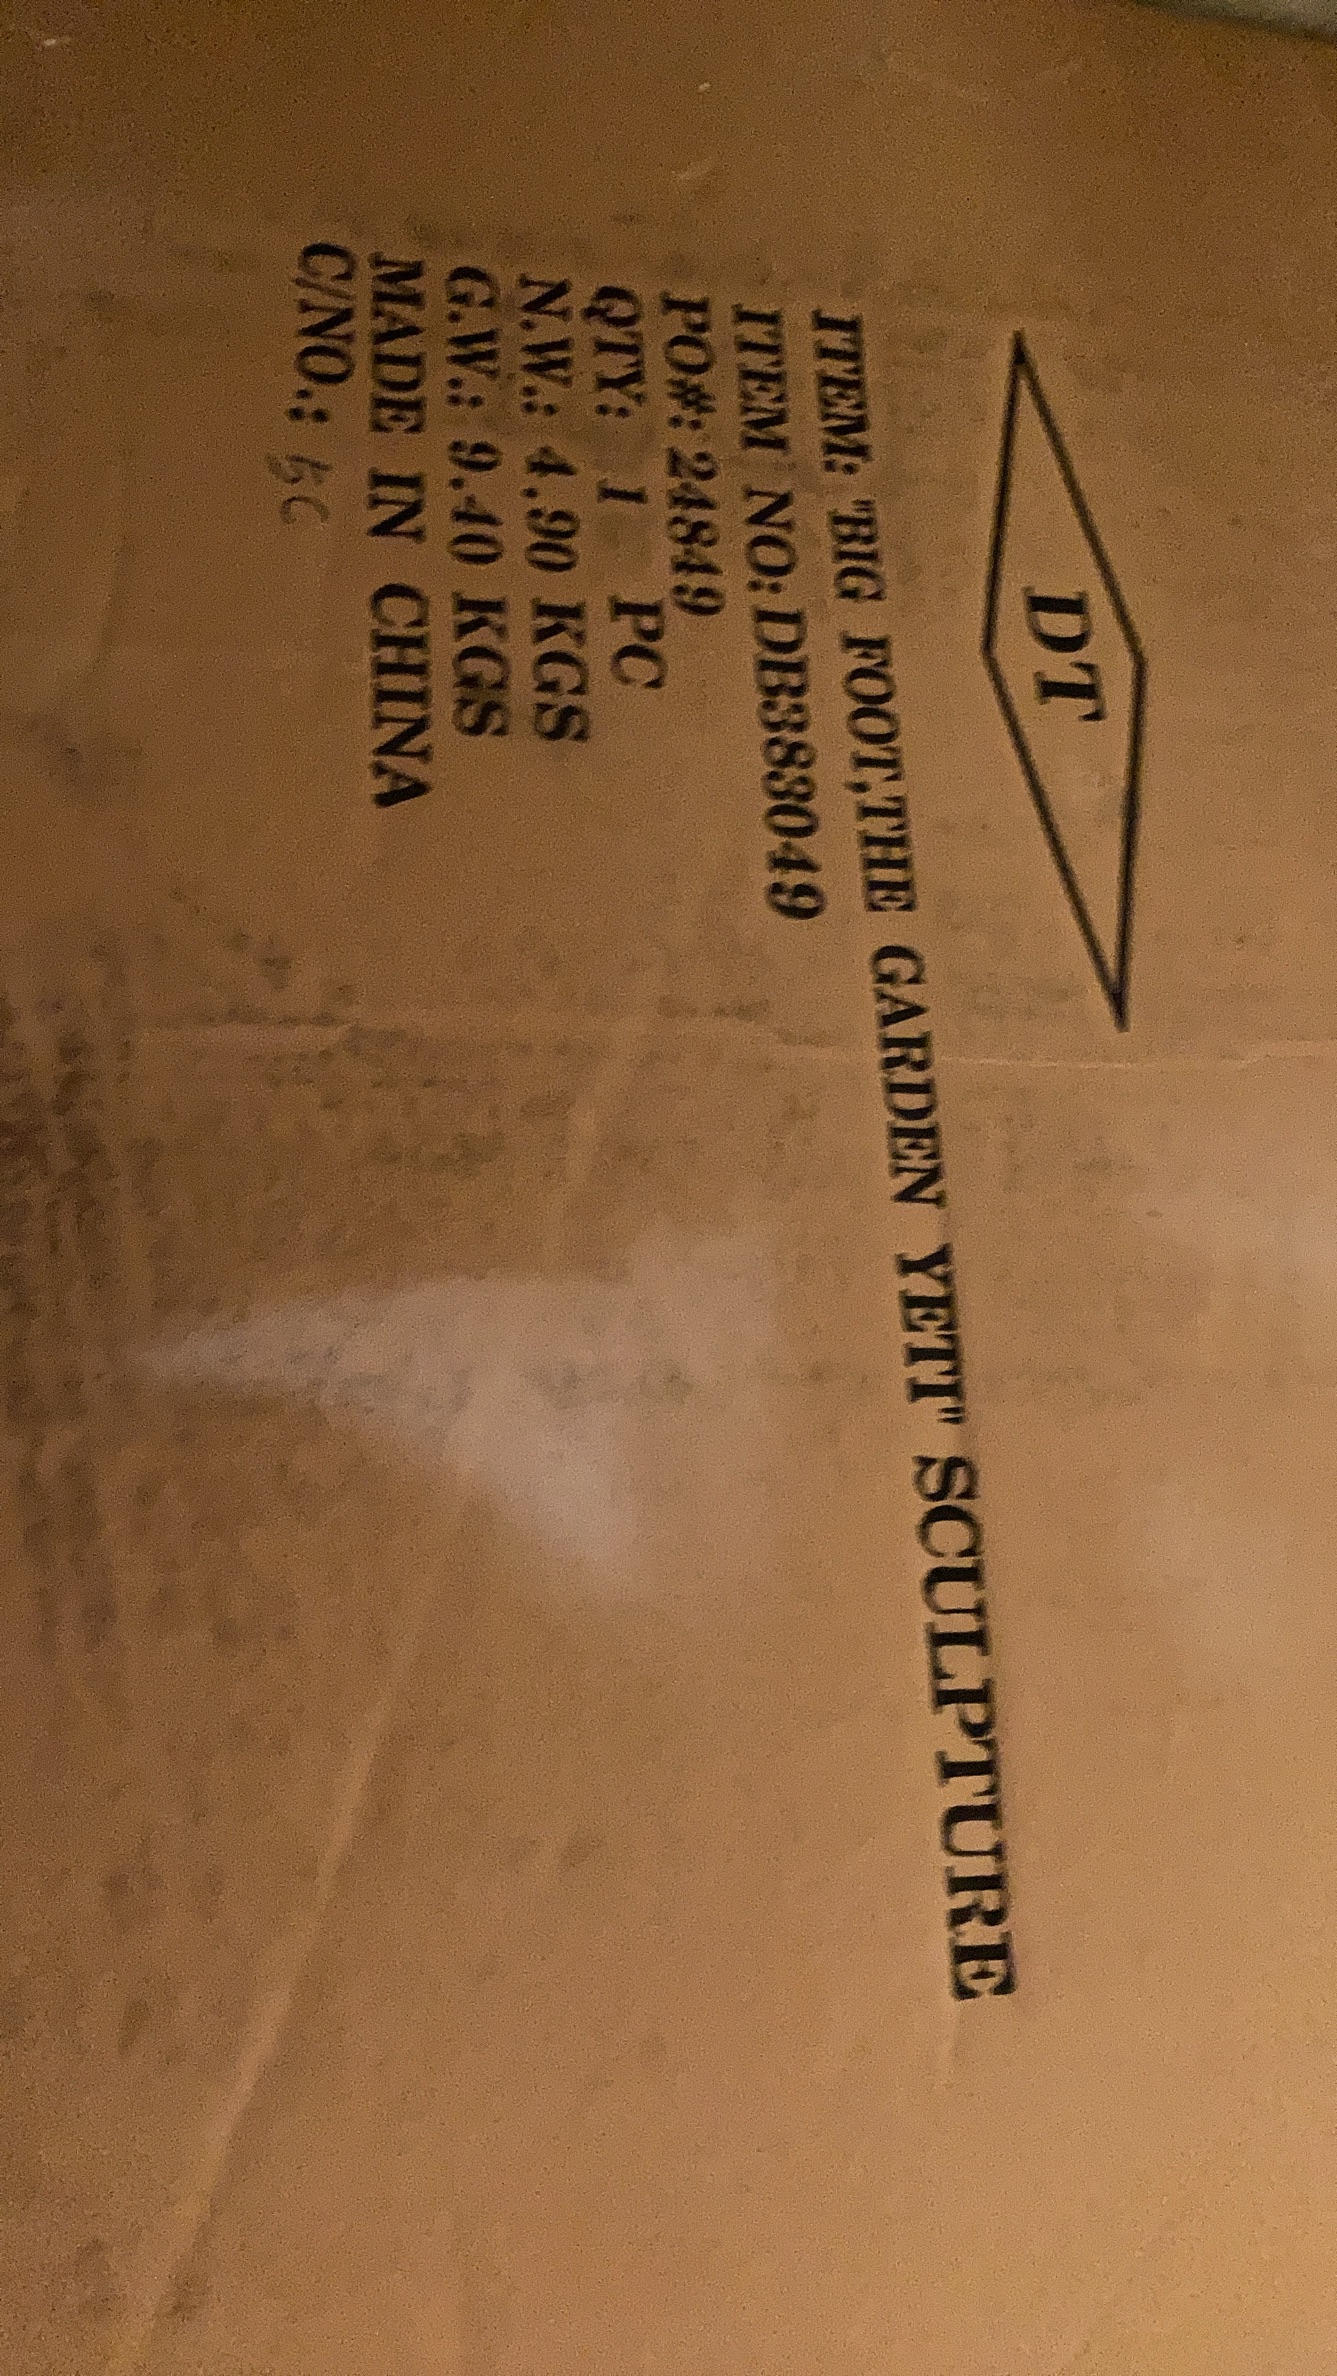 DT
ITEM: "BIG FOOT,THE GARDEN YETI" SCULPTURE
ITEM NO: DB383049
PO#: 24849
QTY: 1 PC
N.W.: 4.90 KGS
G.W.: 9.40 KGS
MADE IN CHINA
C/NO.: